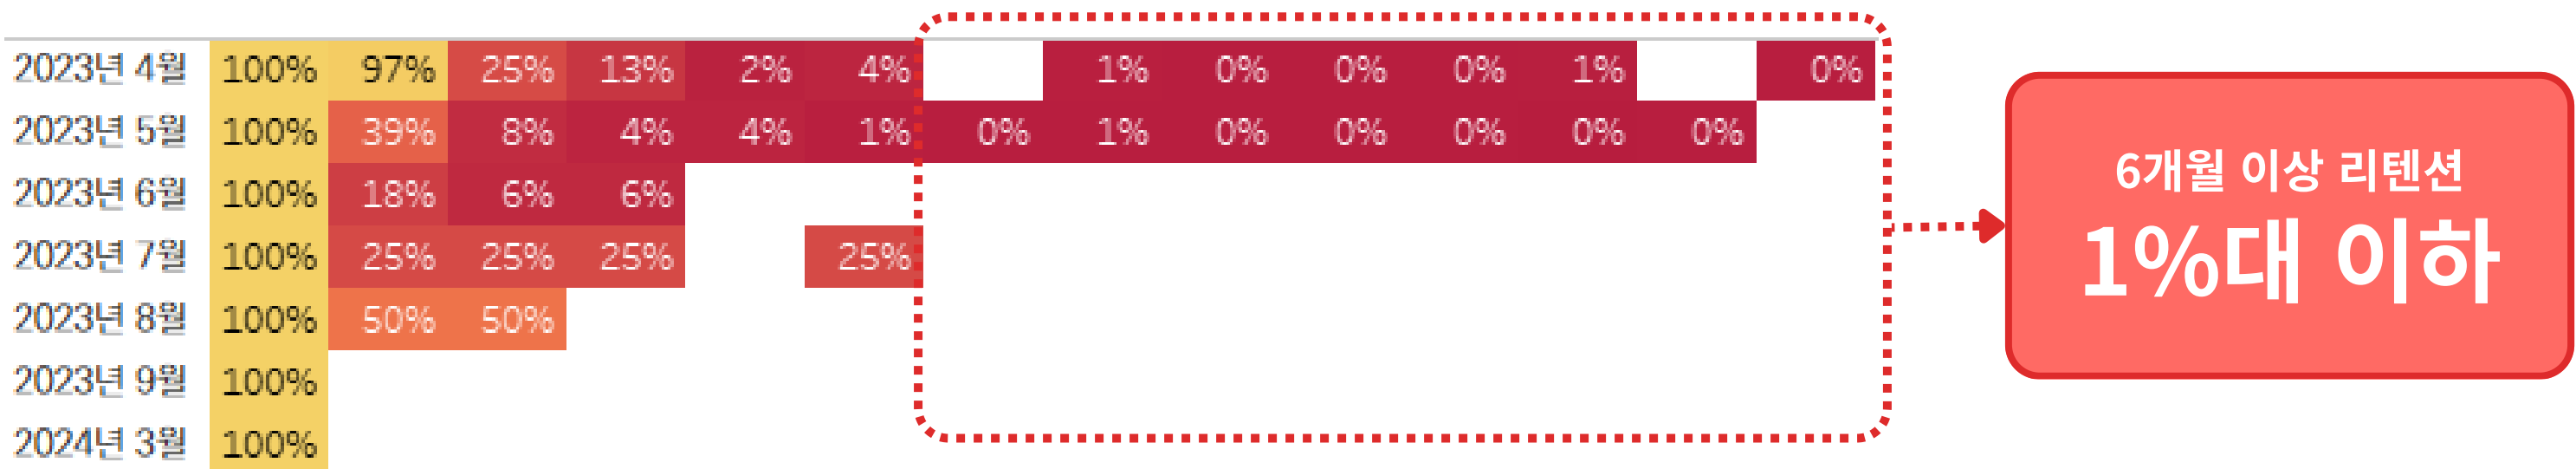 2023년 4월 100% 97% 25% 13% 2% 4% 1% 0% 0% 0% 1% 0%
2023년 5월 100% 39% 8% 4% 4% 1% 0% 1% 0% 0% 0% 0% 0%
2023년 6월 100% 18% 6% 6%
2023년 7월 100% 25% 25% 25% 25%
2023년 8월 100% 50% 50%
2023년 9월 100%
2024년 3월 100%
6개월 이상 리텐션
1%대 이하